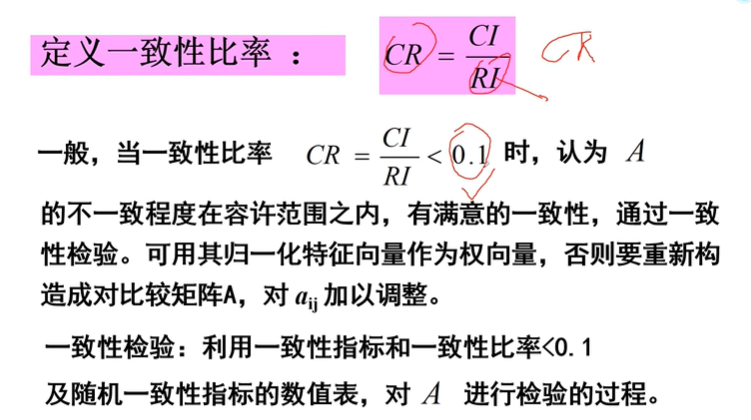 定义一致性比率 ： CR = CI / RI CR
一般，当一致性比率 CR = CI / RI < 0.1 时，认为 A
的不一致程度在容许范围之内，有满意的一致性，通过一致
性检验。可用其归一化特征向量作为权向量，否则要重新构
造成对比较矩阵A，对 aij 加以调整。
一致性检验：利用一致性指标和一致性比率<0.1
及随机一致性指标的数值表，对 A 进行检验的过程。